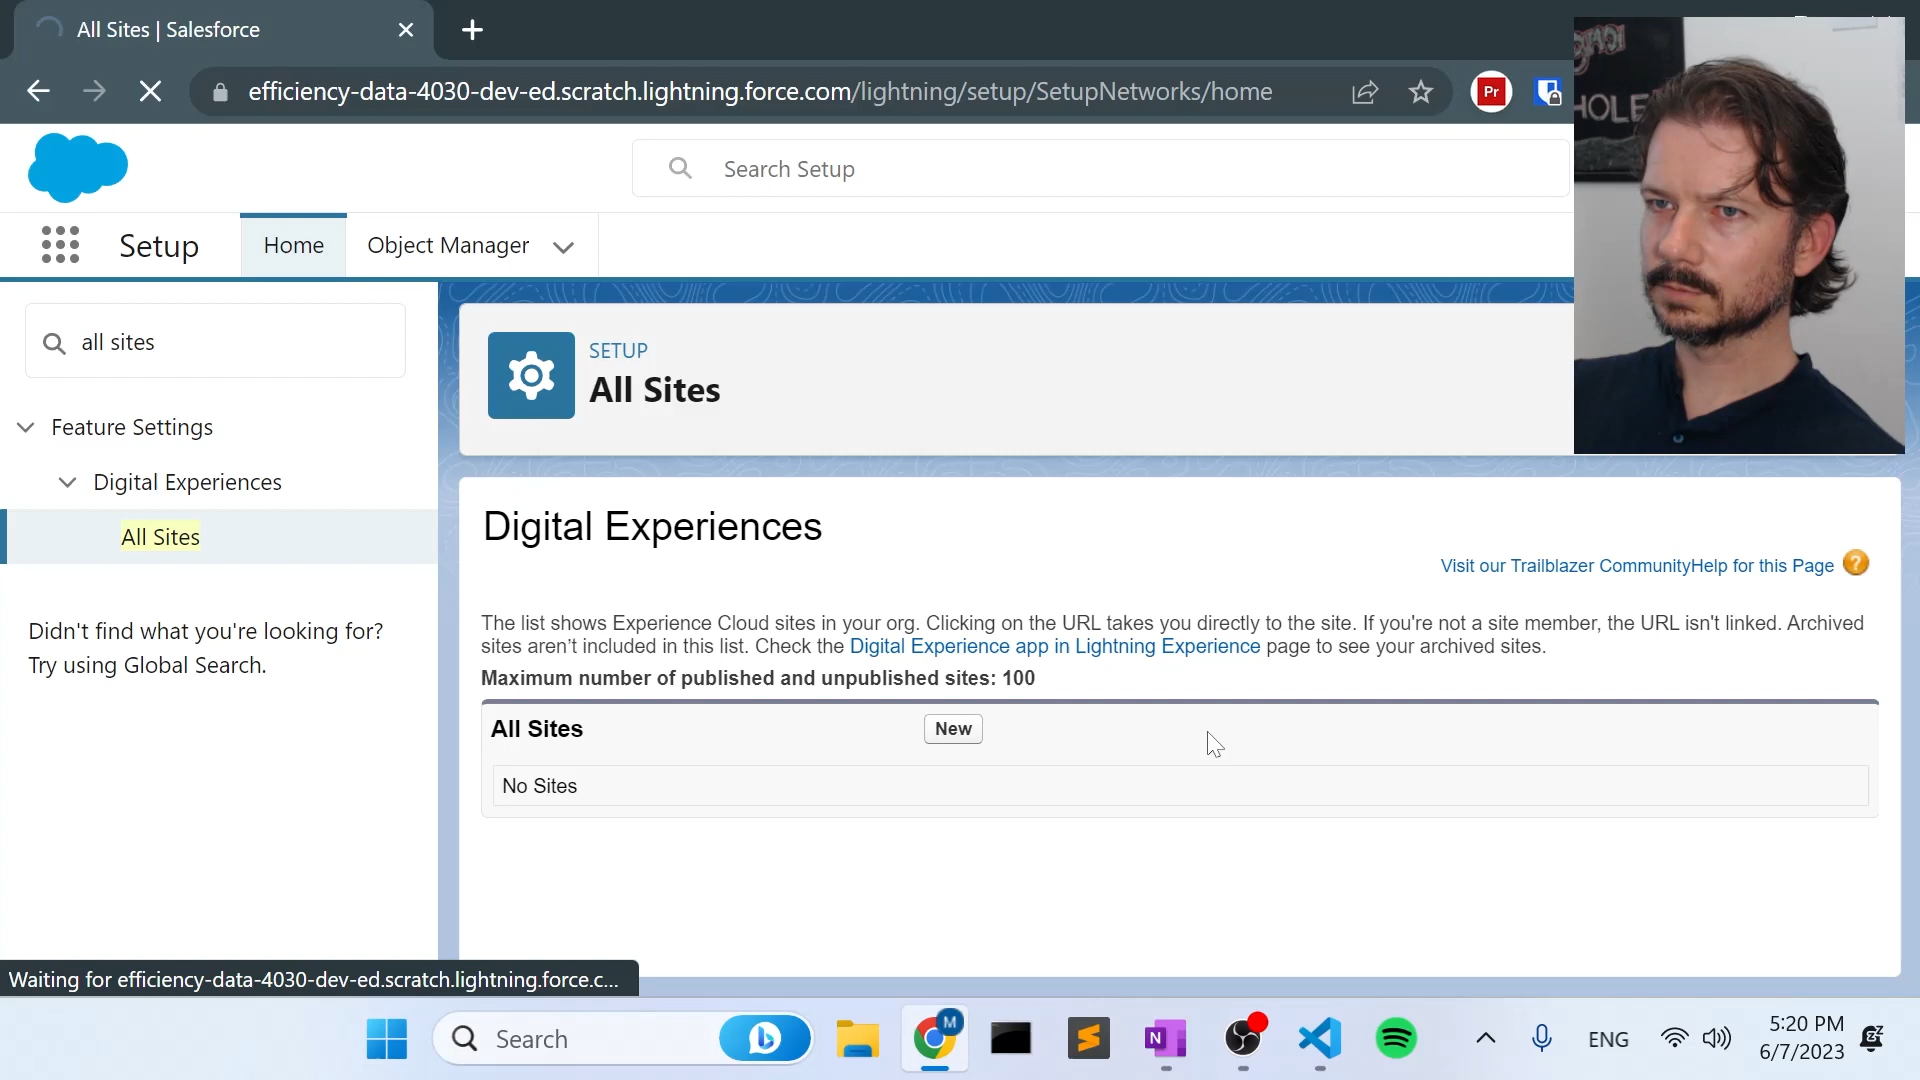 All Sites | Salesforce
efficiency-data-4030-dev-ed.scratch.lightning.force.com/lightning/setup/SetupNetworks/home
Pr
HOLE
Search Setup
Setup
Home
Object Manager
all sites
SETUP
All Sites
Feature Settings
Digital Experiences
All Sites
Didn't find what you're looking for?
Try using Global Search.
Digital Experiences
Visit our Trailblazer Community
Help for this Page
?
The list shows Experience Cloud sites in your org. Clicking on the URL takes you directly to the site. If you're not a site member, the URL isn't linked. Archived
sites aren’t included in this list. Check the Digital Experience app in Lightning Experience page to see your archived sites.
Maximum number of published and unpublished sites: 100
All Sites
New
No Sites
Waiting for efficiency-data-4030-dev-ed.scratch.lightning.force.c...
Search
M
N
ENG
5:20 PM
6/7/2023